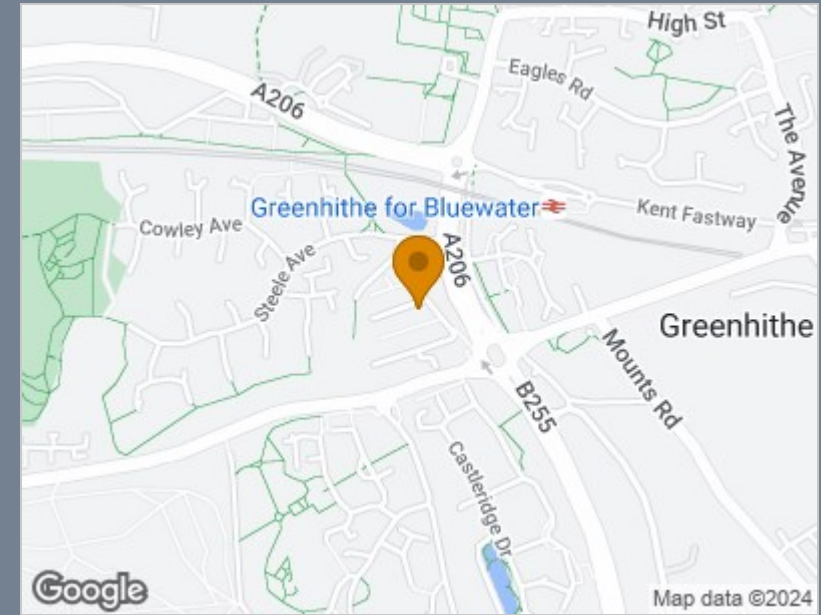 High St
Eagles Rd
A206
The Avenue
Greenhithe for Bluewater
Kent Fastway
Cowley Ave
A206
Steele Ave
Greenhithe
Mounts Rd
B255
Castleridge Dr
Google
Map data ©2024